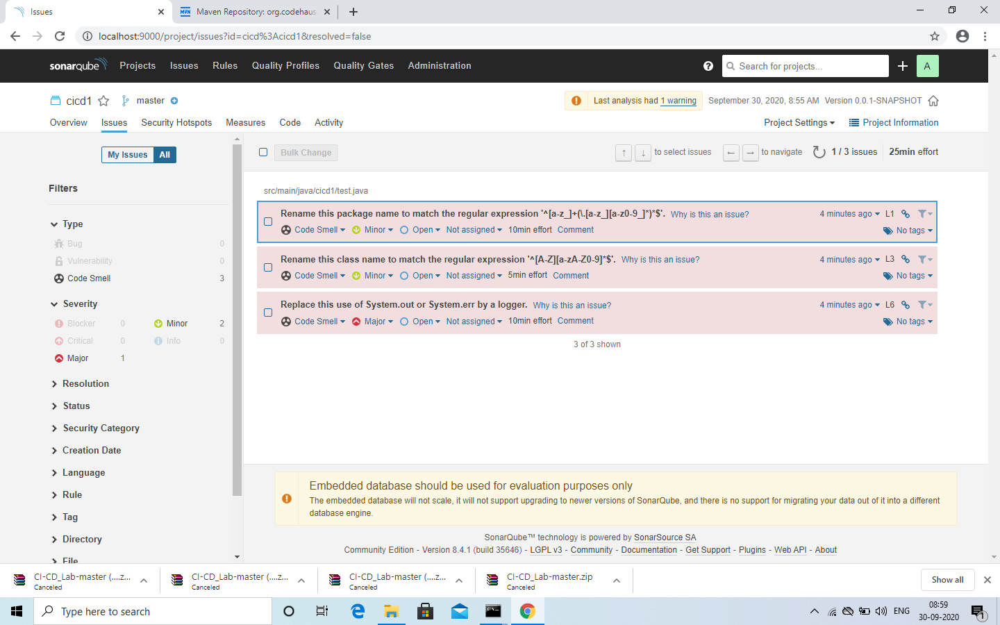 Issues
Maven Repository: org.codehaus
localhost:9000/project/issues?id=cicd%3Acicd1&resolved=false
sonarqube Projects Issues Rules Quality Profiles Quality Gates Administration
Search for projects...
A
cicd1 master
Last analysis had 1 warning September 30, 2020, 8:55 AM Version 0.0.1-SNAPSHOT
Overview Issues Security Hotspots Measures Code Activity
Project Settings Project Information
My Issues All
Bulk Change
↑ ↓ to select issues ← → to navigate 1 / 3 issues 25min effort
Filters
Type
Bug 0
Vulnerability 0
Code Smell 3
Severity
Blocker 0 Minor 2
Critical 0 Info 0
Major 1
Resolution
Status
Security Category
Creation Date
Language
Rule
Tag
Directory
File
src/main/java/cicd1/test.java
Rename this package name to match the regular expression '^[a-z_]+(\.[a-z_][a-z0-9_]*)*$'. Why is this an issue? 4 minutes ago L1
Code Smell Minor Open Not assigned 10min effort Comment No tags
Rename this class name to match the regular expression '^[A-Z][a-zA-Z0-9]*$'. Why is this an issue? 4 minutes ago L3
Code Smell Minor Open Not assigned 5min effort Comment No tags
Replace this use of System.out or System.err by a logger. Why is this an issue? 4 minutes ago L6
Code Smell Major Open Not assigned 10min effort Comment No tags
3 of 3 shown
Embedded database should be used for evaluation purposes only
The embedded database will not scale, it will not support upgrading to newer versions of SonarQube, and there is no support for migrating your data out of it into a different
database engine.
SonarQube™ technology is powered by SonarSource SA
Community Edition - Version 8.4.1 (build 35646) - LGPL v3 - Community - Documentation - Get Support - Plugins - Web API - About
CI-CD_Lab-master (....z...
Canceled
CI-CD_Lab-master (....z...
Canceled
CI-CD_Lab-master (....z...
Canceled
CI-CD_Lab-master.zip
Canceled
Show all
Type here to search
ENG
08:59
30-09-2020
1